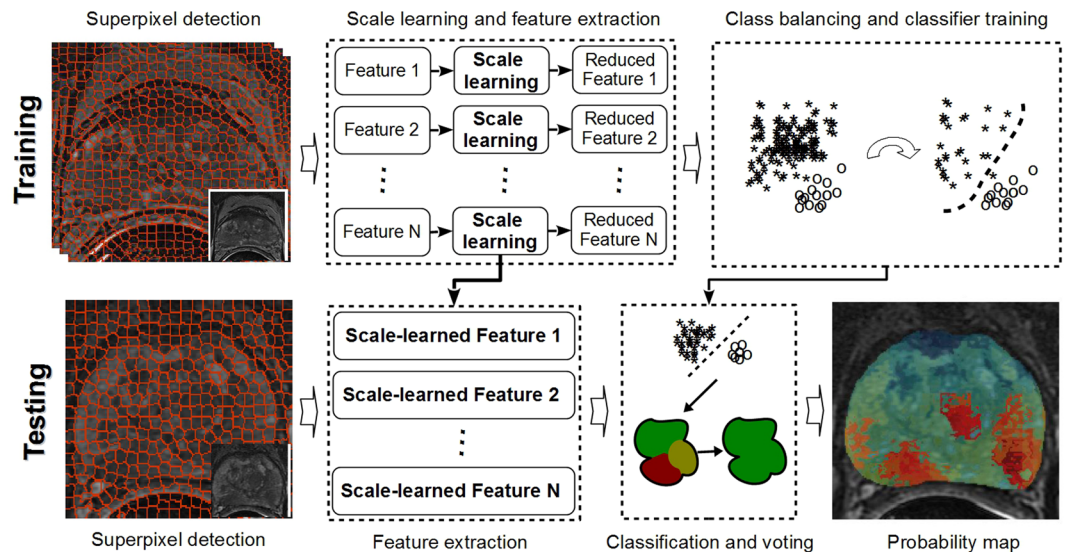 Superpixel detection
Scale learning and feature extraction
Class balancing and classifier training
Training
Feature 1
Scale
learning
Reduced
Feature 1
Feature 2
Scale
learning
Reduced
Feature 2
Feature N
Scale
learning
Reduced
Feature N
Testing
Scale-learned Feature 1
Scale-learned Feature 2
Scale-learned Feature N
Superpixel detection
Feature extraction
Classification and voting
Probability map